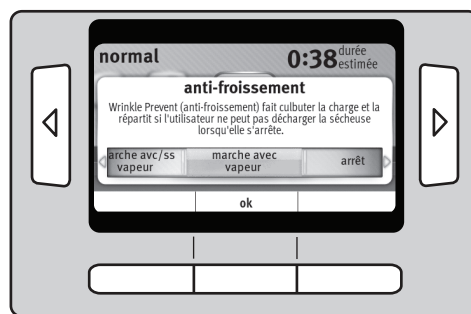 normal 0:38 durée
estimée
anti-froissement
Wrinkle Prevent (anti-froissement) fait culbuter la charge et la
répartit si l'utilisateur ne peut pas décharger la sécheuse
lorsqu'elle s'arrête.
arche avc/ss
vapeur
marche avec
vapeur
arrêt
ok